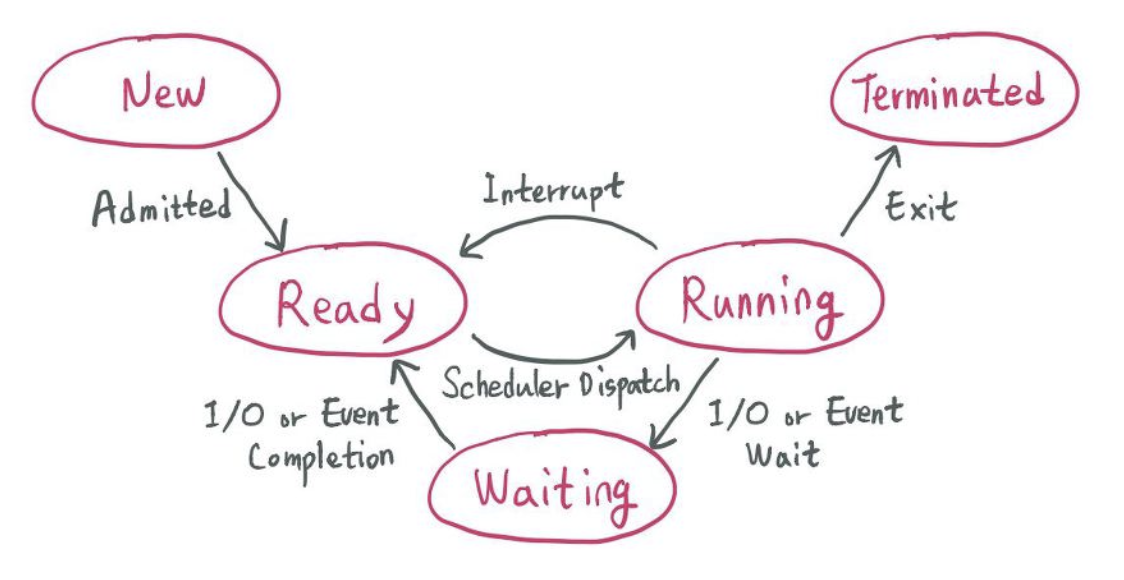 New
Terminated
Admitted
Interrupt
Exit
Ready
Running
Scheduler Dispatch
I/O or Event
Completion
I/O or Event
Wait
Waiting